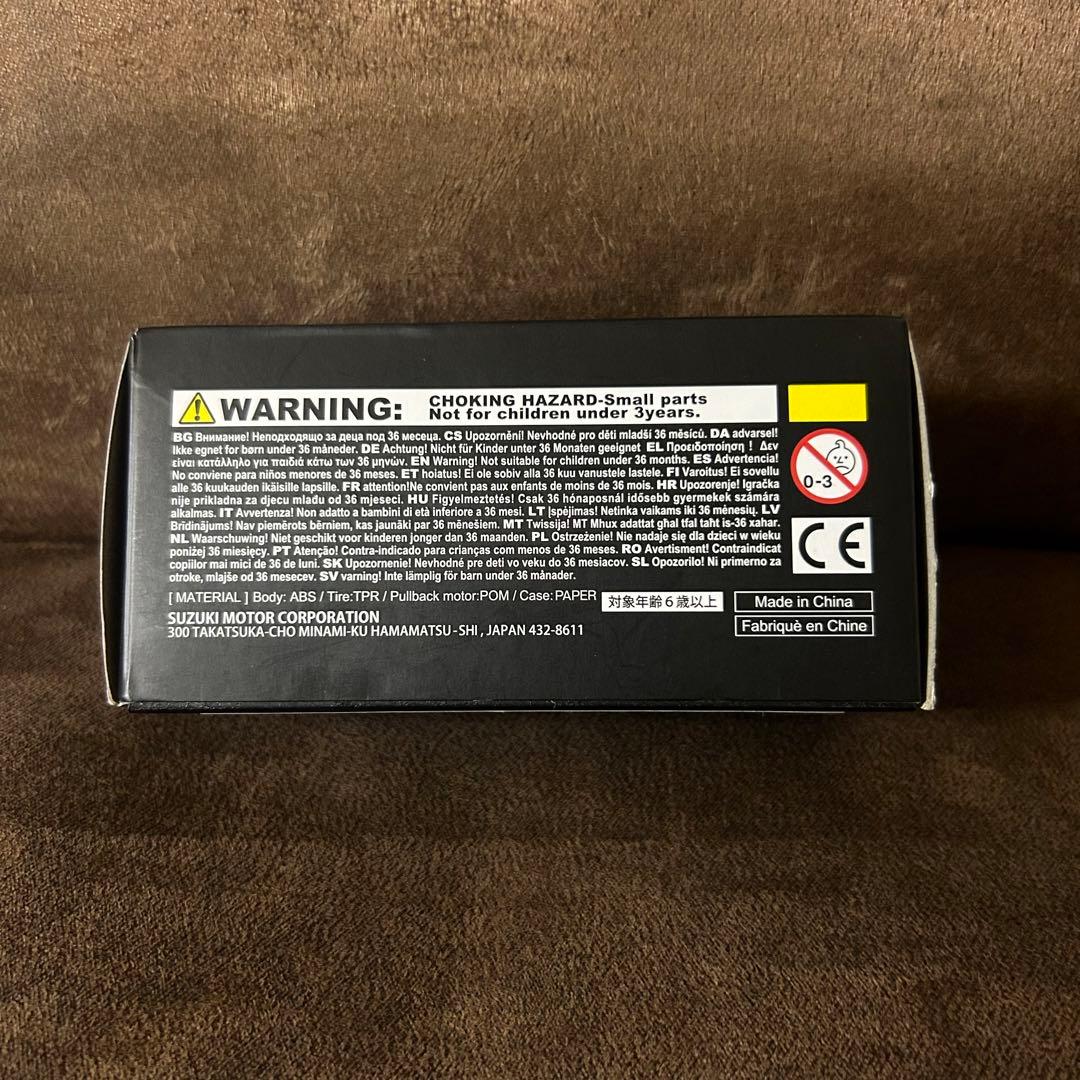 WARNING: CHOKING HAZARD-Small parts
Not for children under 3years.
BG Внимание! Неподходящо за деца под 36 месеца. CS Upozornění! Nevhodné pro děti mladší 36 měsíců. DA advarsel!
Ikke egnet for børn under 36 måneder. DE Achtung! Nicht für Kinder unter 36 Monaten geeignet EL Προειδοποίηση ! Δεν
είναι κατάλληλο για παιδιά κάτω των 36 μηνών. EN Warning! Not suitable for children under 36 months. ES Advertencia!
No conviene para niños menores de 36 meses. ET hoiatus! Ei ole sobiv alla 36 kuu vanustele lastele. FI Varoitus! Ei sovellu
alle 36 kuukauden ikäisille lapsille. FR attention!Ne convient pas aux enfants de moins de 36 mois. HR Upozorenje! Igračka
nije prikladna za djecu mlađu od 36 mjeseci. HU Figyelmeztetés! Csak 36 hónaposnál idősebb gyermekek számára
alkalmas. IT Avvertenza! Non adatto a bambini di età inferiore a 36 mesi. LT Įspėjimas! Netinka vaikams iki 36 mėnesių. LV
Brīdinājums! Nav piemērots bērniem, kas jaunāki par 36 mēnešiem. MT Twissija! MT Mhux adattat għal tfal taħt is-36 xahar.
NL Waarschuwing! Niet geschikt voor kinderen jonger dan 36 maanden. PL Ostrzeżenie! Nie nadaje się dla dzieci w wieku
poniżej 36 miesięcy. PT Atenção! Contra-indicado para crianças com menos de 36 meses. RO Avertisment! Contraindicat
copiilor mai mici de 36 de luni. SK Upozornenie! Nevhodné pre deti vo veku do 36 mesiacov. SL Opozorilo! Ni primerno za
otroke, mlajše od 36 mesecev. SV varning! Inte lämplig för barn under 36 månader.
0-3
CE
[ MATERIAL ] Body: ABS / Tire:TPR / Pullback motor:POM / Case:PAPER 対象年齢6歳以上
SUZUKI MOTOR CORPORATION
300 TAKATSUKA-CHO MINAMI-KU HAMAMATSU-SHI , JAPAN 432-8611
Made in China
Fabriquè en Chine